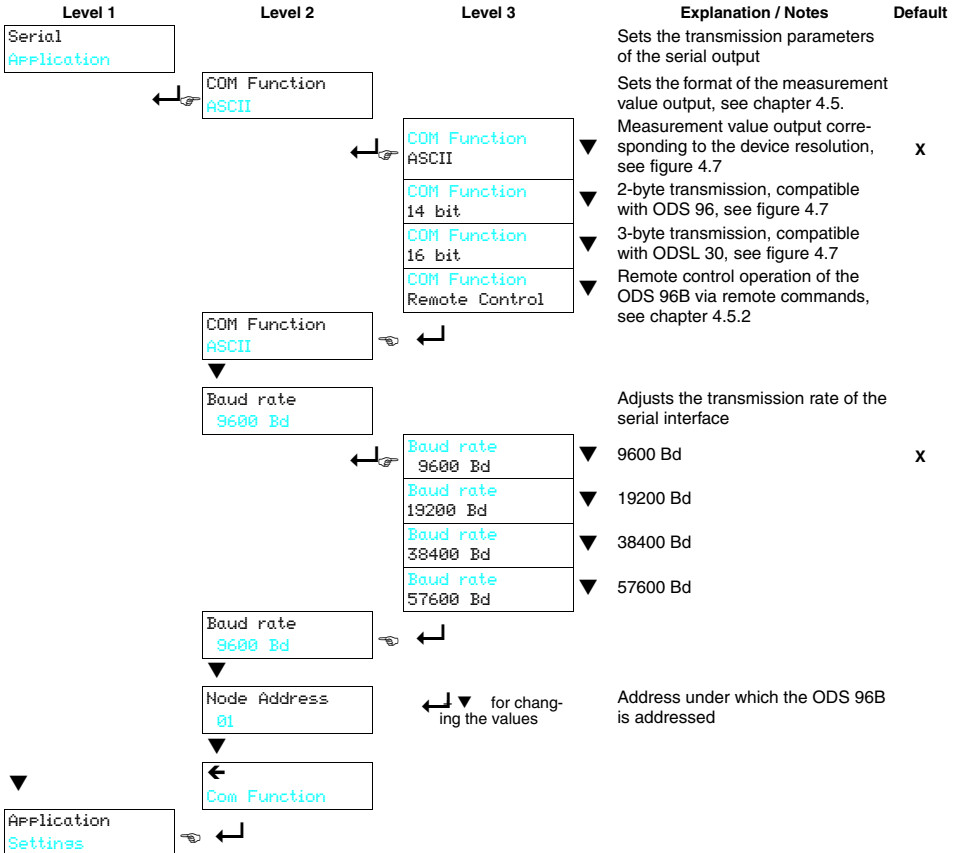 Level 1 Level 2 Level 3 Explanation / Notes Default
Serial
Application
Sets the transmission parameters
of the serial output
COM Function
ASCII
Sets the format of the measurement
value output, see chapter 4.5.
COM Function
ASCII
Measurement value output corre-
sponding to the device resolution,
see figure 4.7
X
COM Function
14 bit
2-byte transmission, compatible
with ODS 96, see figure 4.7
COM Function
16 bit
3-byte transmission, compatible
with ODSL 30, see figure 4.7
COM Function
Remote Control
Remote control operation of the
ODS 96B via remote commands,
see chapter 4.5.2
COM Function
ASCII
Baud rate
9600 Bd
Adjusts the transmission rate of the
serial interface
Baud rate
9600 Bd
9600 Bd
X
Baud rate
19200 Bd
19200 Bd
Baud rate
38400 Bd
38400 Bd
Baud rate
57600 Bd
57600 Bd
Baud rate
9600 Bd
Node Address
01
for chang-
ing the values
Address under which the ODS 96B
is addressed
Com Function
Application
Settings